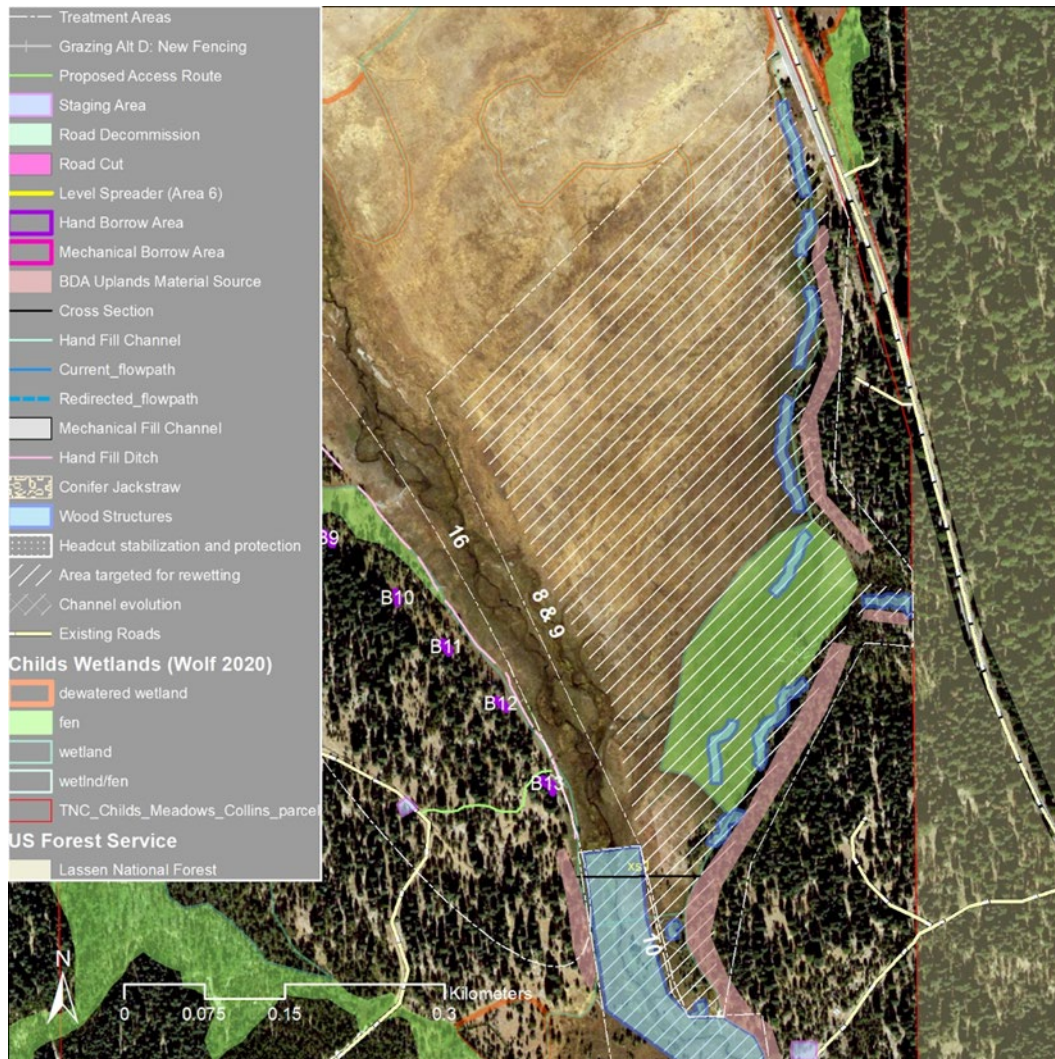 Treatment Areas
Grazing Alt D: New Fencing
Proposed Access Route
Staging Area
Road Decommission
Road Cut
Level Spreader (Area 6)
Hand Borrow Area
Mechanical Borrow Area
BDA Uplands Material Source
Cross Section
Hand Fill Channel
Current_flowpath
Redirected_flowpath
Mechanical Fill Channel
Hand Fill Ditch
Conifer Jackstraw
Wood Structures
Headcut stabilization and protection
Area targeted for rewetting
Channel evolution
Existing Roads
Childs Wetlands (Wolf 2020)
dewatered wetland
fen
wetland
wetlnd/fen
TNC_Childs_Meadows_Collins_parcel
US Forest Service
Lassen National Forest
16
8 & 9
B9
B10
B11
B12
B13
xs1
10
N
Kilometers
0 0.075 0.15 0.3